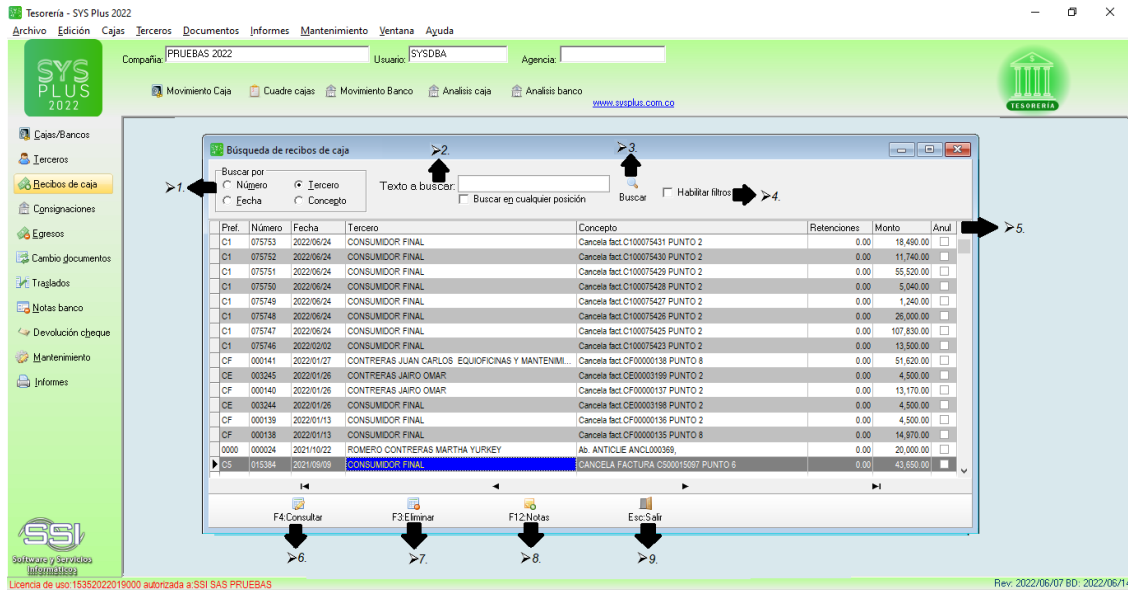 Tesorería - SYS Plus 2022
Archivo Edición Cajas Terceros Documentos Informes Mantenimiento Ventana Ayuda
SYS PLUS 2022
Compañia: PRUEBAS 2022 Usuario: SYSDBA Agencia:
Movimiento Caja Cuadre cajas Movimiento Banco Analisis caja Analisis banco
www.sysplus.com.co
TESORERÍA
Cajas/Bancos
Terceros
Recibos de caja
Consignaciones
Egresos
Cambio documentos
Traslados
Notas banco
Devolución cheque
Mantenimiento
Informes
Búsqueda de recibos de caja
➢2. ➢3.
Buscar por
➢1. Número Tercero Texto a buscar: Buscar Habilitar filtros ➢4.
Fecha Concepto Buscar en cualquier posición
Pref. Número Fecha Tercero Concepto Retenciones Monto Anul ➢5.
C1 075753 2022/06/24 CONSUMIDOR FINAL Cancela fact.C100075431 PUNTO 2 0.00 18,490.00
C1 075752 2022/06/24 CONSUMIDOR FINAL Cancela fact.C100075430 PUNTO 2 0.00 11,740.00
C1 075751 2022/06/24 CONSUMIDOR FINAL Cancela fact.C100075429 PUNTO 2 0.00 55,520.00
C1 075750 2022/06/24 CONSUMIDOR FINAL Cancela fact.C100075428 PUNTO 2 0.00 5,040.00
C1 075749 2022/06/24 CONSUMIDOR FINAL Cancela fact.C100075427 PUNTO 2 0.00 1,240.00
C1 075748 2022/06/24 CONSUMIDOR FINAL Cancela fact.C100075426 PUNTO 2 0.00 26,000.00
C1 075747 2022/06/24 CONSUMIDOR FINAL Cancela fact.C100075425 PUNTO 2 0.00 107,830.00
C1 075746 2022/02/02 CONSUMIDOR FINAL Cancela fact.C100075423 PUNTO 2 0.00 13,500.00
CF 000141 2022/01/27 CONTRERAS JUAN CARLOS EQUIOFICINAS Y MANTENIMI... Cancela fact.CF00000138 PUNTO 8 0.00 51,620.00
CE 003245 2022/01/26 CONTRERAS JAIRO OMAR Cancela fact.CE00003199 PUNTO 2 0.00 4,500.00
CF 000140 2022/01/26 CONTRERAS JAIRO OMAR Cancela fact.CF00000137 PUNTO 2 0.00 13,170.00
CE 003244 2022/01/26 CONSUMIDOR FINAL Cancela fact.CE00003198 PUNTO 2 0.00 4,500.00
CF 000139 2022/01/13 CONSUMIDOR FINAL Cancela fact.CF00000136 PUNTO 2 0.00 4,500.00
CF 000138 2022/01/13 CONSUMIDOR FINAL Cancela fact.CF00000135 PUNTO 8 0.00 14,970.00
0000 000024 2021/10/22 ROMERO CONTRERAS MARTHA YURKEY Ab. ANTICLIE ANCL000369, 0.00 20,000.00
C5 015384 2021/09/09 CONSUMIDOR FINAL CANCELA FACTURA C500015097 PUNTO 6 0.00 43,650.00
F4:Consultar F3:Eliminar F12:Notas Esc:Salir
➢6. ➢7. ➢8. ➢9.
SSI
Software y Servicios
Informáticos
Licencia de uso:15352022019000 autorizada a:SSI SAS PRUEBAS Rev: 2022/06/07 BD: 2022/06/14